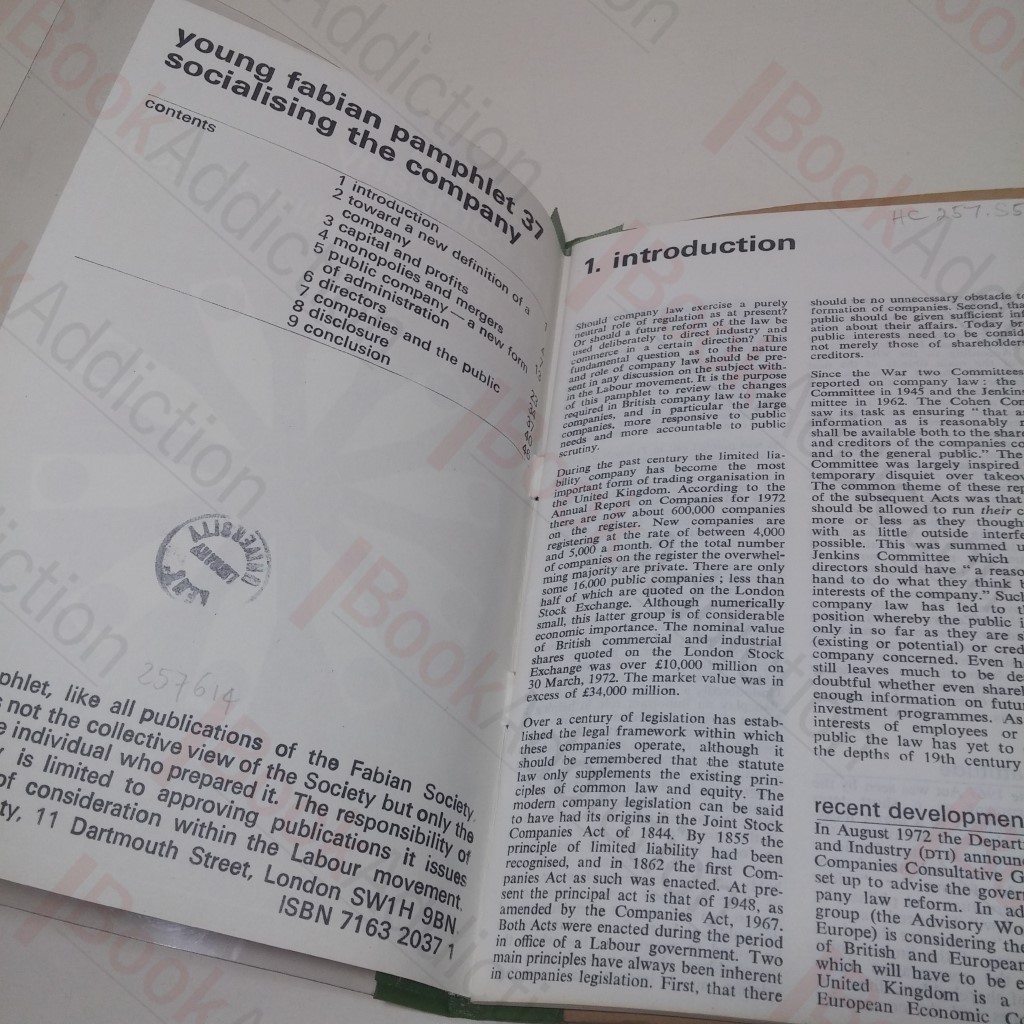 young fabian pamphlet 37
socialising the company
contents
1 introduction
2 toward a new definition of a
company
3 capital and profits
4 monopolies and mergers
5 public company — a new form
of administration
6 directors
7 companies and the public
8 disclosure
9 conclusion
UNIVERSITY
LIBRARY
257614
phlet, like all publications of the Fabian Society,
not the collective view of the Society but only the
individual who prepared it. The responsibility of
is limited to approving publications it issues
of consideration within the Labour movement.
ty, 11 Dartmouth Street, London SW1H 9BN.
ISBN 7163 2037 1
HC 257.S5
1. introduction
Should company law exercise a purely
neutral role of regulation as at present?
Or should a future reform of the law be
used deliberately to direct industry and
commerce in a certain direction? This
fundamental question as to the nature
and role of company law should be pre-
sent in any discussion on the subject with-
in the Labour movement. It is the purpose
of this pamphlet to review the changes
required in British company law to make
companies, and in particular the large
companies, more responsive to public
needs and more accountable to public
scrutiny.
During the past century the limited lia-
bility company has become the most
important form of trading organisation in
the United Kingdom. According to the
Annual Report on Companies for 1972
there are now about 600,000 companies
on the register. New companies are
registering at the rate of between 4,000
and 5,000 a month. Of the total number
of companies on the register the overwhel-
ming majority are private. There are only
some 16,000 public companies ; less than
half of which are quoted on the London
Stock Exchange. Although numerically
small, this latter group is of considerable
economic importance. The nominal value
of British commercial and industrial
shares quoted on the London Stock
Exchange was over £10,000 million on
30 March, 1972. The market value was in
excess of £34,000 million.
Over a century of legislation has estab-
lished the legal framework within which
these companies operate, although it
should be remembered that the statute
law only supplements the existing prin-
ciples of common law and equity. The
modern company legislation can be said
to have had its origins in the Joint Stock
Companies Act of 1844. By 1855 the
principle of limited liability had been
recognised, and in 1862 the first Com-
panies Act as such was enacted. At pre-
sent the principal act is that of 1948, as
amended by the Companies Act, 1967.
Both Acts were enacted during the period
in office of a Labour government. Two
main principles have always been inherent
in companies legislation. First, that there
should be no unnecessary obstacle to
formation of companies. Second, tha
public should be given sufficient inf
ation about their affairs. Today br
public interests need to be consid
not merely those of shareholder
creditors.
Since the War two Committees
reported on company law : the
Committee in 1945 and the Jenkin
mittee in 1962. The Cohen Com
saw its task as ensuring "that a
information as is reasonably r
shall be available both to the share
and creditors of the companies co
and to the general public." The
Committee was largely inspired
temporary disquiet over takeov
The common theme of these rep
of the subsequent Acts was that
should be allowed to run their c
more or less as they though
with as little outside interfe
possible. This was summed u
Jenkins Committee which
directors should have "a reaso
hand to do what they think
interests of the company." Such
company law has led to th
position whereby the public i
only in so far as they are s
(existing or potential) or cred
company concerned. Even h
still leaves much to be de
doubtful whether even shareh
enough information on futur
investment programmes. As
interests of employees or
public the law has yet to
the depths of 19th century
recent developmen
In August 1972 the Depart
and Industry (DTI) announ
Companies Consultative G
set up to advise the gover
pany law reform. In ad
group (the Advisory Wo
Europe) is considering the
of British and European
which will have to be e
United Kingdom is a
European Economic Co